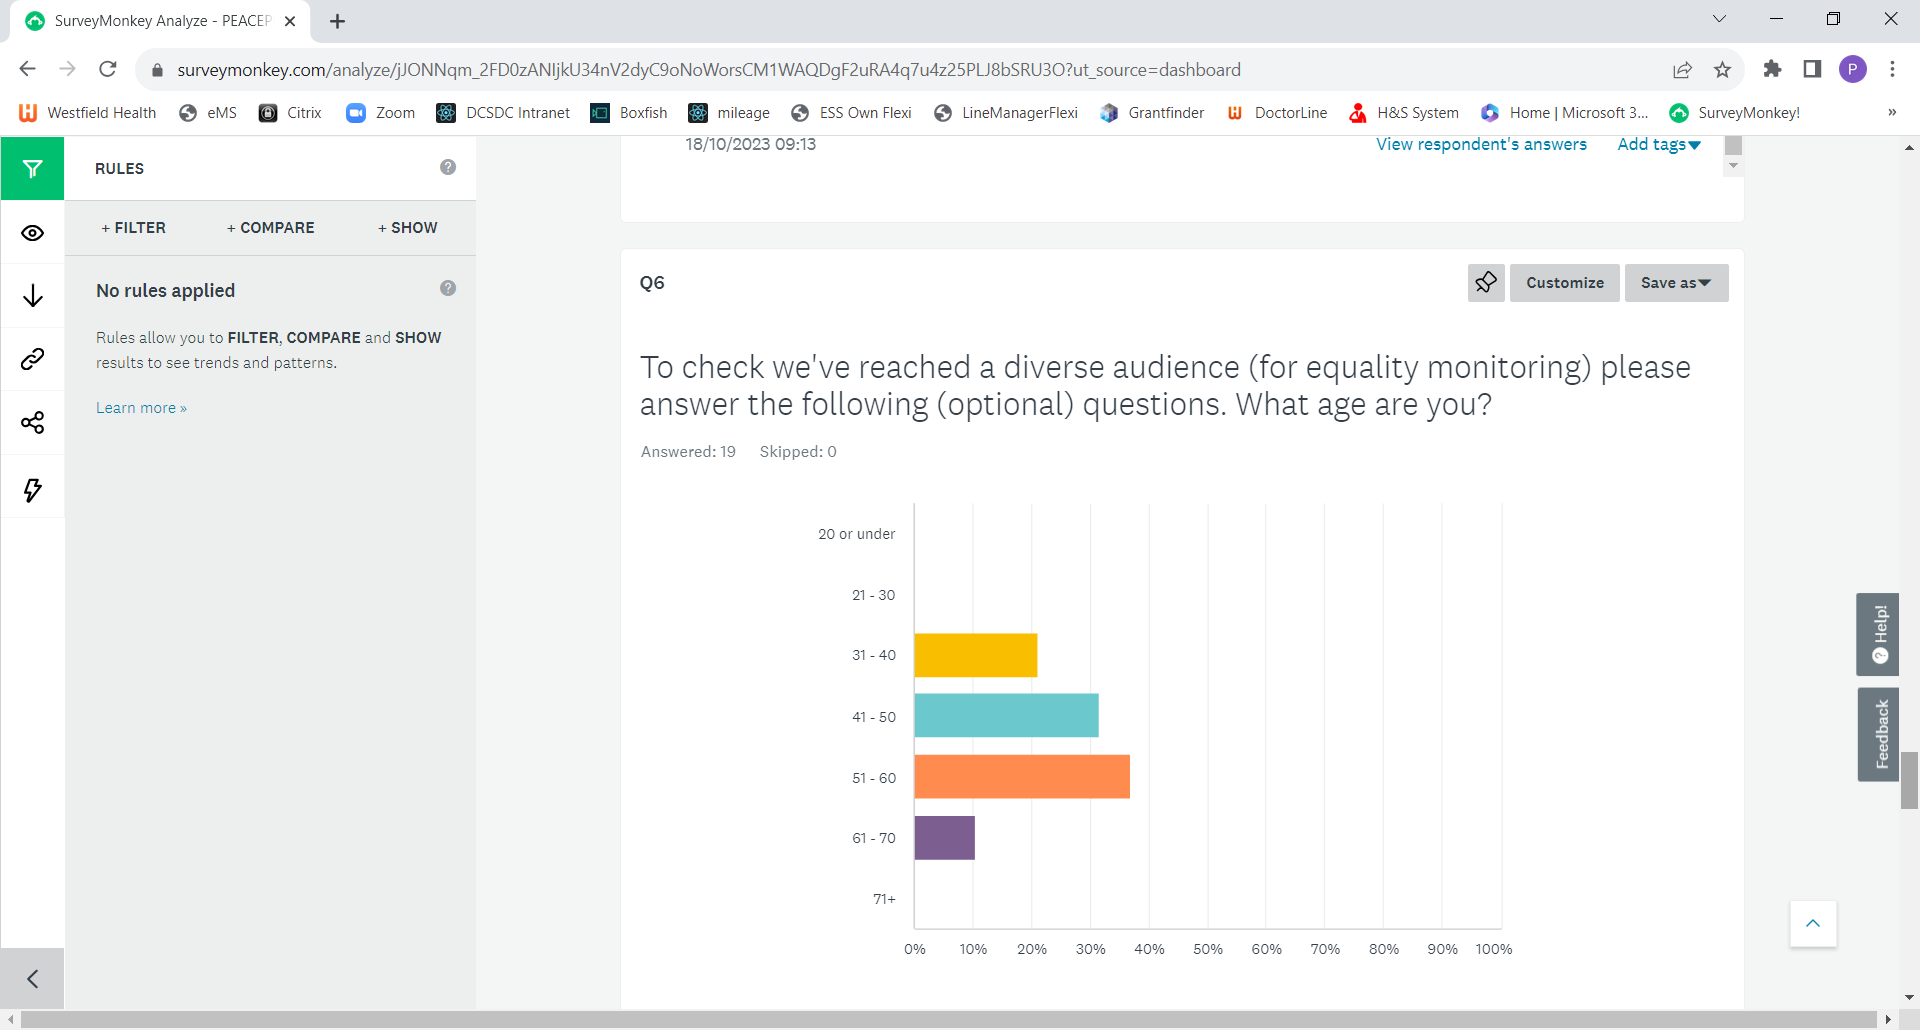 SurveyMonkey Analyze - PEACEP
surveymonkey.com/analyze/jJONNqm_2FD0zANIjkU34nV2dyC9oNoWorsCM1WAQDgF2uRA4q7u4z25PLJ8bSRU3O?ut_source=dashboard
P
Westfield Health eMS Citrix Zoom DCSDC Intranet Boxfish mileage ESS Own Flexi LineManagerFlexi Grantfinder DoctorLine H&S System Home | Microsoft 3... SurveyMonkey! »
18/10/2023 09:13 View respondent's answers Add tags
RULES ?
+ FILTER + COMPARE + SHOW
No rules applied ?
Rules allow you to FILTER, COMPARE and SHOW
results to see trends and patterns.
Learn more »
Q6 Customize Save as
To check we've reached a diverse audience (for equality monitoring) please
answer the following (optional) questions. What age are you?
Answered: 19 Skipped: 0
20 or under
21 - 30
31 - 40
41 - 50
51 - 60
61 - 70
71+
0% 10% 20% 30% 40% 50% 60% 70% 80% 90% 100%
? Help!
Feedback